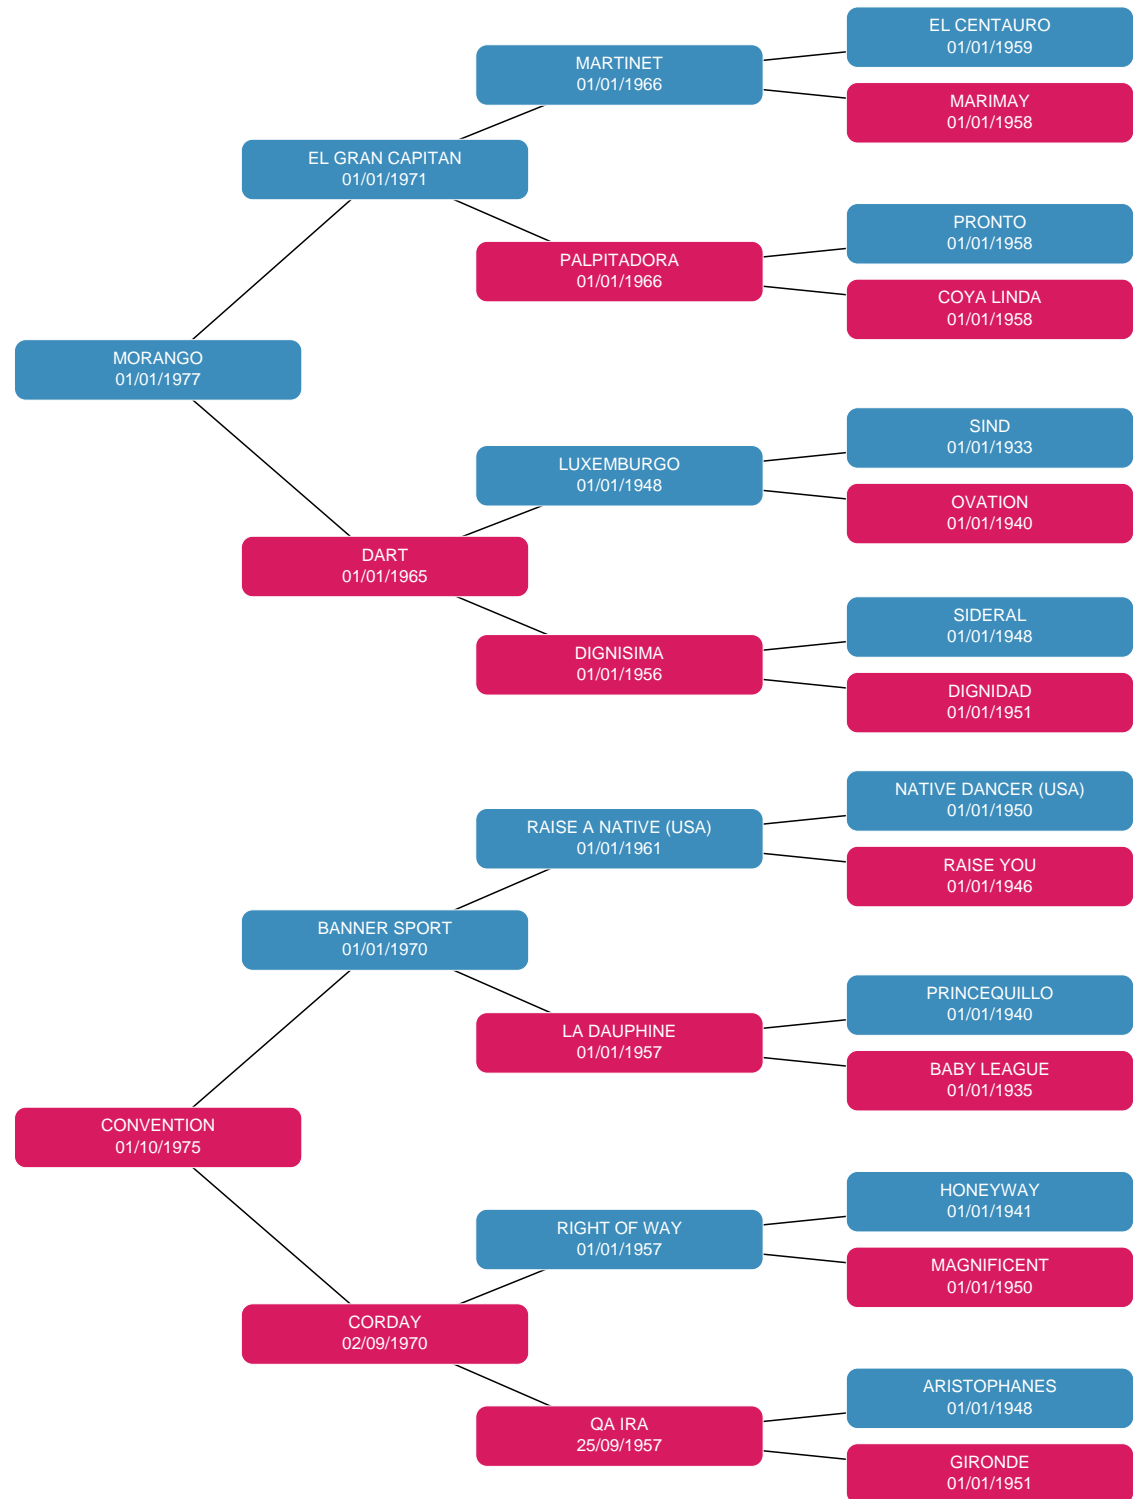 EL CENTAURO
01/01/1959
MARTINET
01/01/1966
MARIMAY
01/01/1958
EL GRAN CAPITAN
01/01/1971
PRONTO
01/01/1958
PALPITADORA
01/01/1966
COYA LINDA
01/01/1958
MORANGO
01/01/1977
SIND
01/01/1933
LUXEMBURGO
01/01/1948
OVATION
01/01/1940
DART
01/01/1965
SIDERAL
01/01/1948
DIGNISIMA
01/01/1956
DIGNIDAD
01/01/1951
NATIVE DANCER (USA)
01/01/1950
RAISE A NATIVE (USA)
01/01/1961
RAISE YOU
01/01/1946
BANNER SPORT
01/01/1970
PRINCEQUILLO
01/01/1940
LA DAUPHINE
01/01/1957
BABY LEAGUE
01/01/1935
CONVENTION
01/10/1975
HONEYWAY
01/01/1941
RIGHT OF WAY
01/01/1957
MAGNIFICENT
01/01/1950
CORDAY
02/09/1970
ARISTOPHANES
01/01/1948
QA IRA
25/09/1957
GIRONDE
01/01/1951